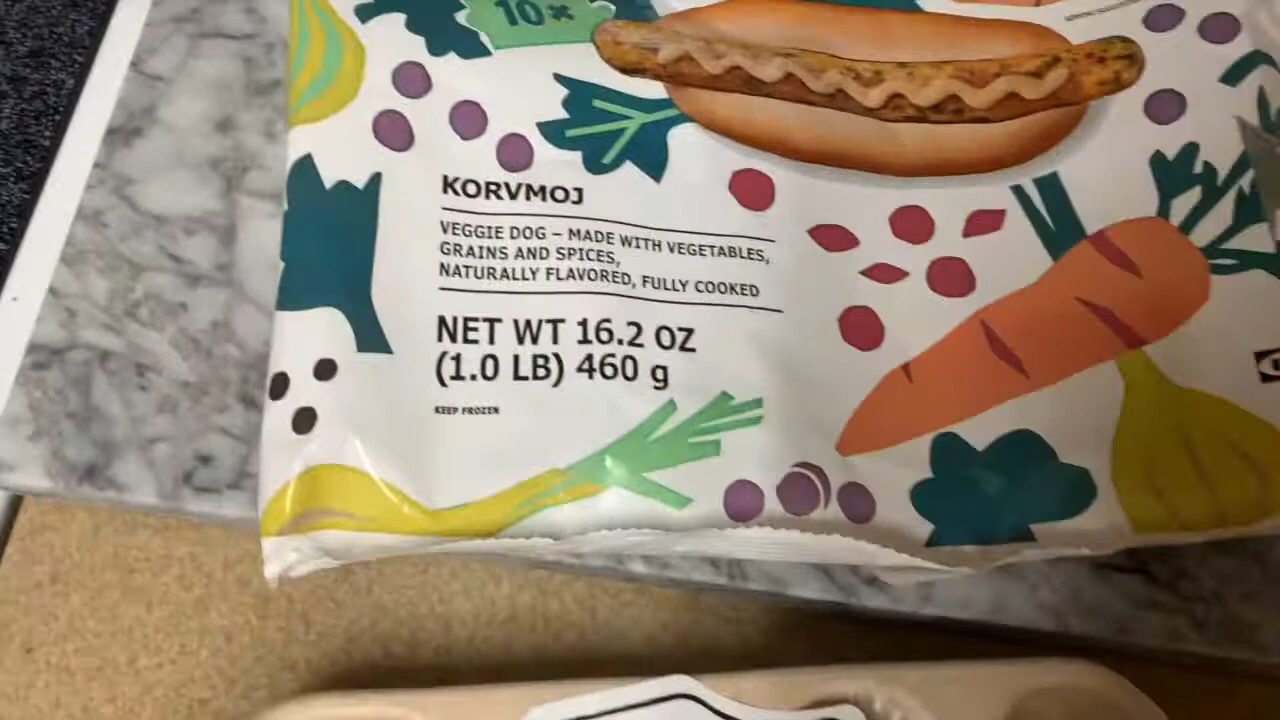 10x
KORVMOJ
VEGGIE DOG – MADE WITH VEGETABLES,
GRAINS AND SPICES,
NATURALLY FLAVORED, FULLY COOKED
NET WT 16.2 OZ
(1.0 LB) 460 g
KEEP FROZEN